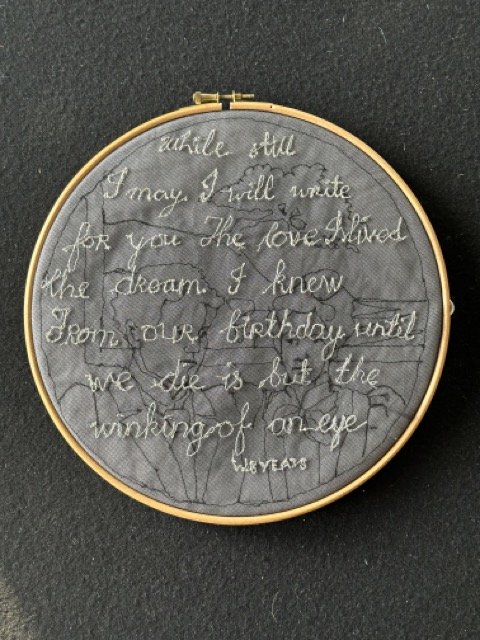 while still
I may, I will write
for you The love I lived
the dream. I knew
From our birthday until
we die is but the
winking of an eye
WB YEATS